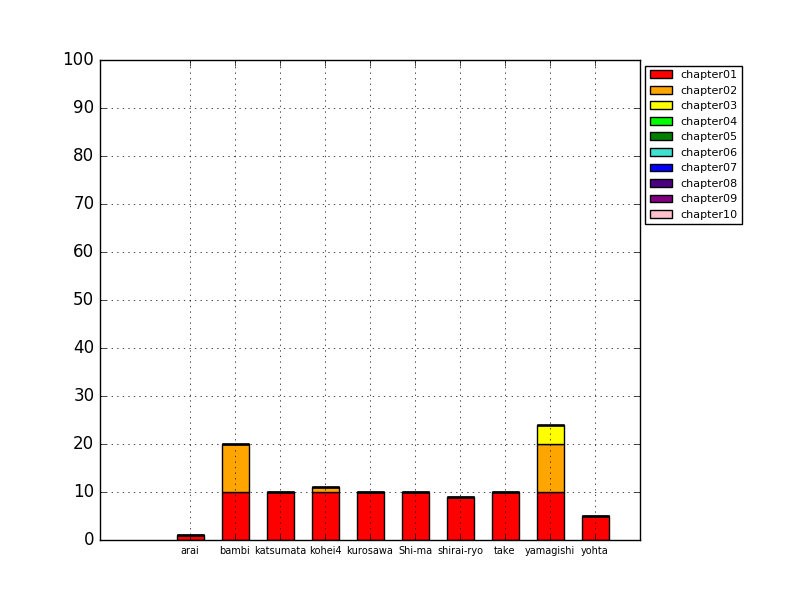 100
90
80
70
60
50
40
30
20
10
0
arai bambi katsumata kohei4 kurosawa Shi-ma shirai-ryo take yamagishi yohta
chapter01
chapter02
chapter03
chapter04
chapter05
chapter06
chapter07
chapter08
chapter09
chapter10